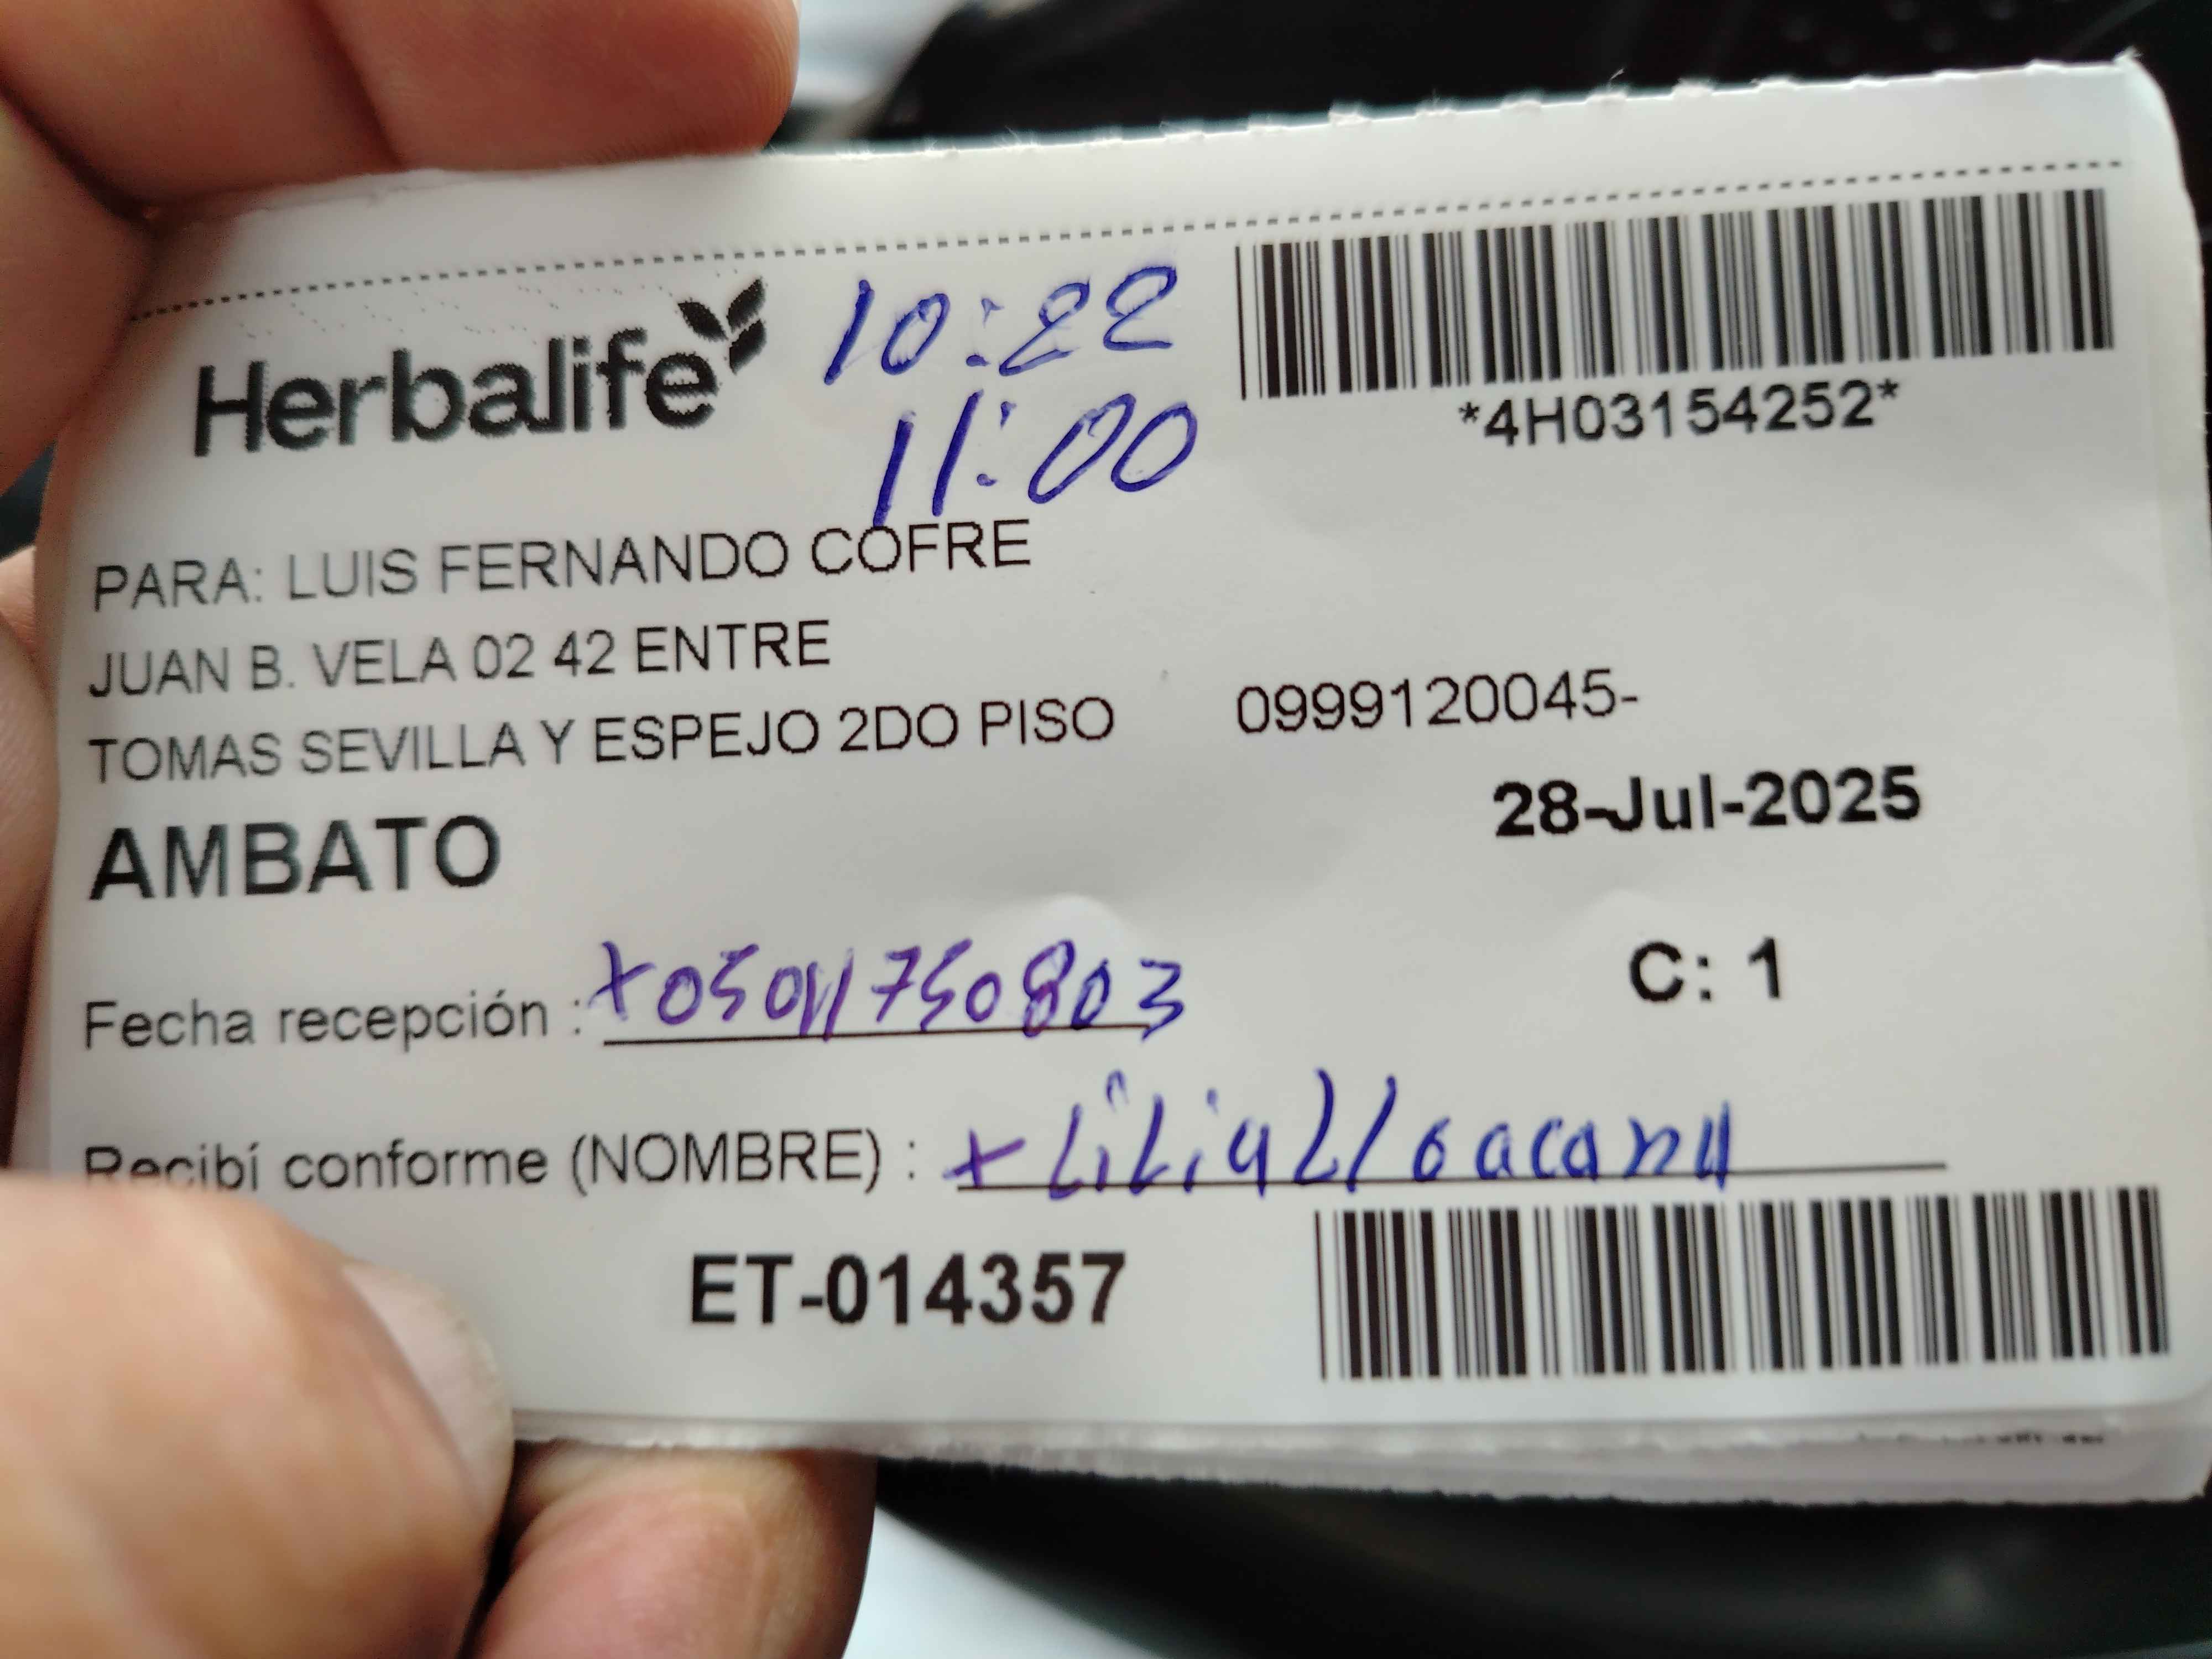 Herbalife
10:22
11:00
*4H03154252*
PARA: LUIS FERNANDO COFRE
JUAN B. VELA 02 42 ENTRE
TOMAS SEVILLA Y ESPEJO 2DO PISO 0999120045-
AMBATO
28-Jul-2025
C: 1
Fecha recepción :
Recibí conforme (NOMBRE) :
ET-014357